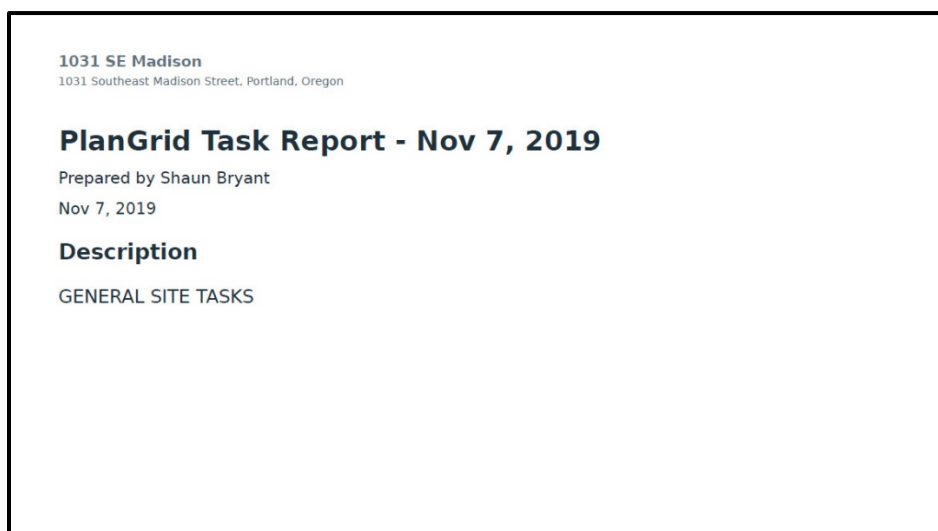 1031 SE Madison
1031 Southeast Madison Street, Portland, Oregon
PlanGrid Task Report - Nov 7, 2019
Prepared by Shaun Bryant
Nov 7, 2019
Description
GENERAL SITE TASKS